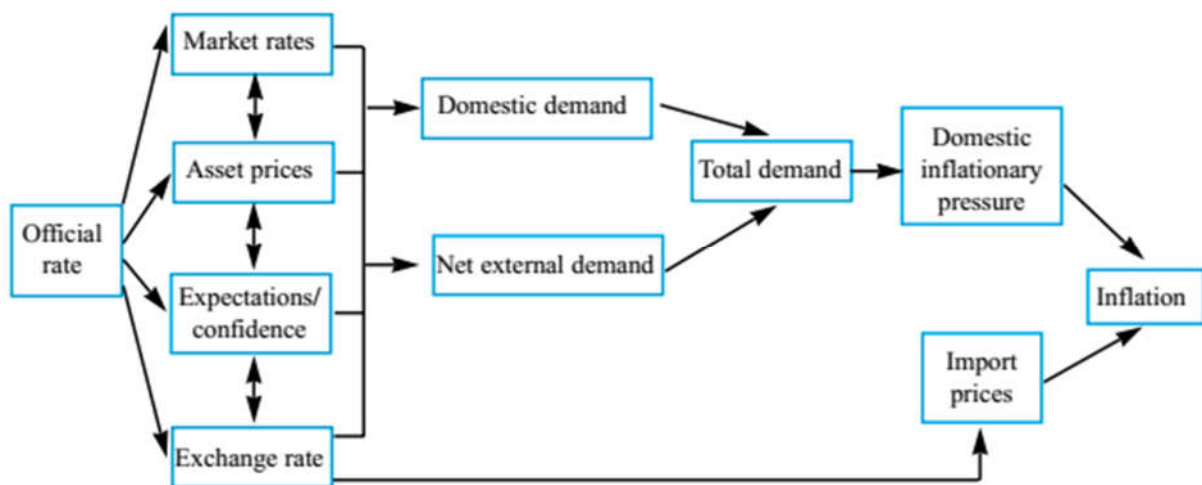 Market rates
Asset prices
Official
rate
Expectations/
confidence
Exchange rate
Domestic demand
Net external demand
Total demand
Domestic
inflationary
pressure
Import
prices
Inflation